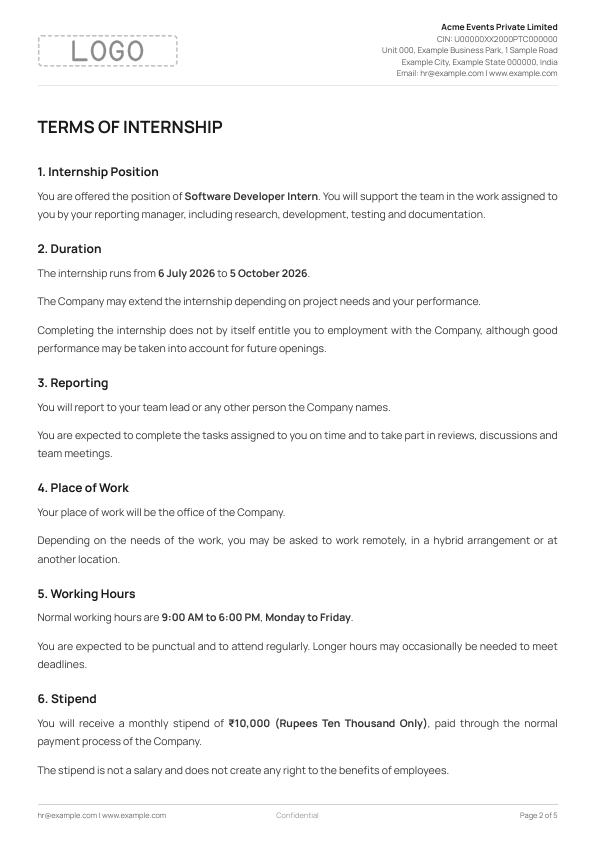 LOGO
Acme Events Private Limited
CIN: U00000XX2000PTC000000
Unit 000, Example Business Park, 1 Sample Road
Example City, Example State 000000, India
Email: hr@example.com | www.example.com
TERMS OF INTERNSHIP
1. Internship Position
You are offered the position of Software Developer Intern. You will support the team in the work assigned to
you by your reporting manager, including research, development, testing and documentation.
2. Duration
The internship runs from 6 July 2026 to 5 October 2026.
The Company may extend the internship depending on project needs and your performance.
Completing the internship does not by itself entitle you to employment with the Company, although good
performance may be taken into account for future openings.
3. Reporting
You will report to your team lead or any other person the Company names.
You are expected to complete the tasks assigned to you on time and to take part in reviews, discussions and
team meetings.
4. Place of Work
Your place of work will be the office of the Company.
Depending on the needs of the work, you may be asked to work remotely, in a hybrid arrangement or at
another location.
5. Working Hours
Normal working hours are 9:00 AM to 6:00 PM, Monday to Friday.
You are expected to be punctual and to attend regularly. Longer hours may occasionally be needed to meet
deadlines.
6. Stipend
You will receive a monthly stipend of ₹10,000 (Rupees Ten Thousand Only), paid through the normal
payment process of the Company.
The stipend is not a salary and does not create any right to the benefits of employees.
hr@example.com | www.example.com
Confidential
Page 2 of 5